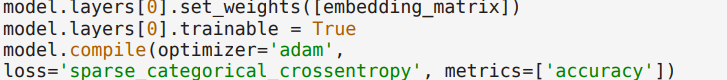 model.layers[0].set_weights([embedding_matrix])
model.layers[0].trainable = True
model.compile(optimizer='adam',
loss='sparse_categorical_crossentropy', metrics=['accuracy'])